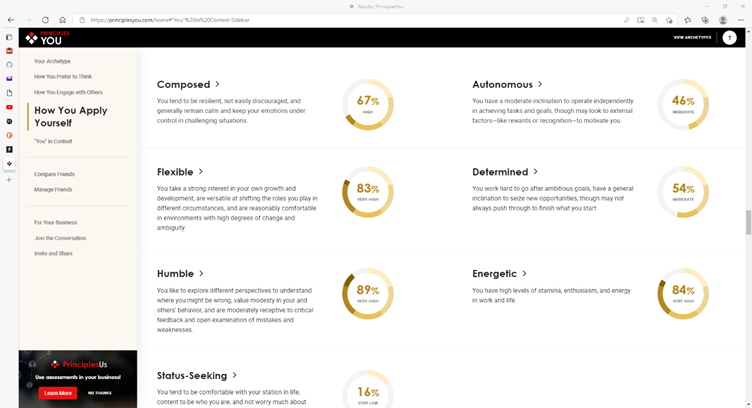 Results | PrinciplesYou
https://principlesyou.com/home#"You"%20in%20Context-Sidebar
PRINCIPLES
YOU
VIEW ARCHETYPES
T
Your Archetype
How You Prefer to Think
How You Engage with Others
How You Apply
Yourself
"You" in Context
Compare Friends
Manage Friends
For Your Business
Join the Conversation
Invite and Share
PrinciplesUs
Use assessments in your business!
Learn More
NO THANKS
Composed >
You tend to be resilient, not easily discouraged, and
generally remain calm and keep your emotions under
control in challenging situations.
67%
HIGH
Autonomous >
You have a moderate inclination to operate independently
in achieving tasks and goals, though may look to external
factors—like rewards or recognition—to motivate you.
46%
MODERATE
Flexible >
You take a strong interest in your own growth and
development, are versatile at shifting the roles you play in
different circumstances, and are reasonably comfortable
in environments with high degrees of change and
ambiguity.
83%
VERY HIGH
Determined >
You work hard to go after ambitious goals, have a general
inclination to seize new opportunities, though may not
always push through to finish what you start.
54%
MODERATE
Humble >
You like to explore different perspectives to understand
where you might be wrong, value modesty in your and
others' behavior, and are moderately receptive to critical
feedback and open examination of mistakes and
weaknesses.
89%
VERY HIGH
Energetic >
You have high levels of stamina, enthusiasm, and energy
in work and life.
84%
VERY HIGH
Status-Seeking >
You tend to be comfortable with your station in life,
content to be who you are, and not worry much about
16%
VERY LOW